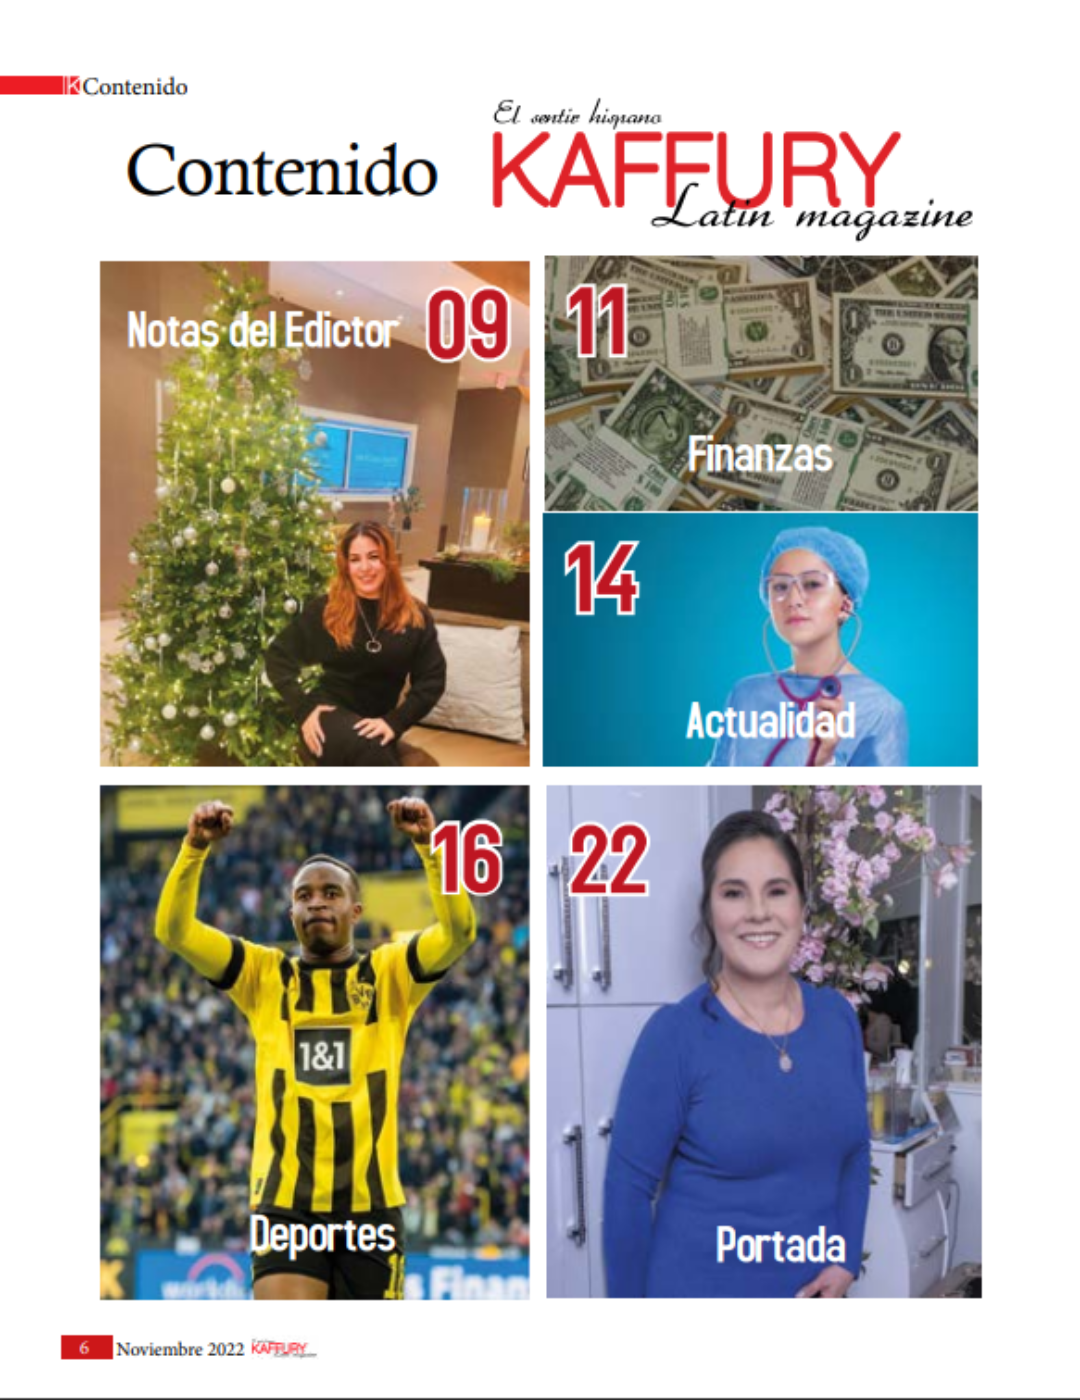 Contenido
Contenido
El sentir hispano
KAFFURY
Latin magazine
Notas del Edictor
09
11
Finanzas
14
Actualidad
16
1&1
Deportes
22
Portada
6
Noviembre 2022
KAFFURY